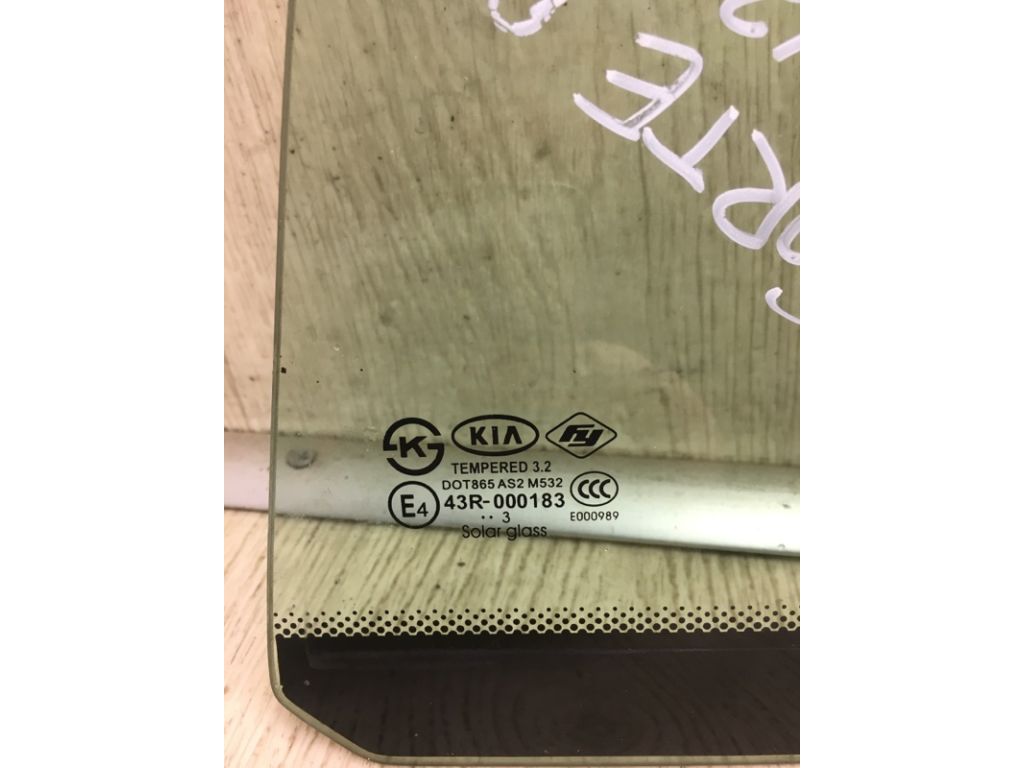 KIA
TEMPERED 3.2
DOT865 AS2 M532
E4 43R-000183 CCC
·· 3 E000989
Solar glass